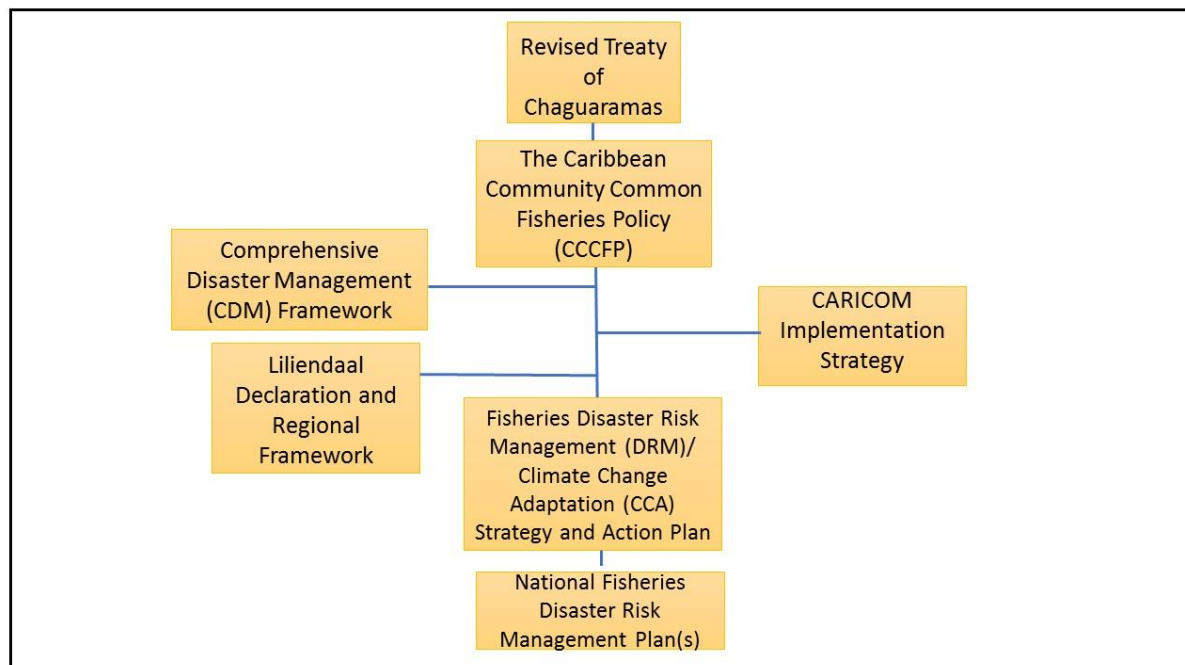 Revised Treaty
of
Chaguaramas
The Caribbean
Community Common
Fisheries Policy
(CCCFP)
Comprehensive
Disaster Management
(CDM) Framework
CARICOM
Implementation
Strategy
Liliendaal
Declaration and
Regional
Framework
Fisheries Disaster Risk
Management (DRM)/
Climate Change
Adaptation (CCA)
Strategy and Action Plan
National Fisheries
Disaster Risk
Management Plan(s)